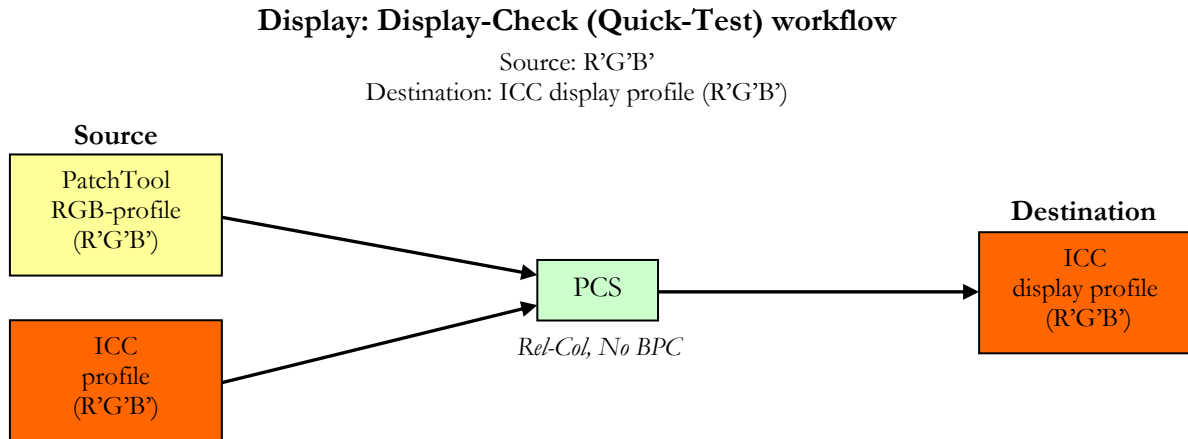 Display: Display-Check (Quick-Test) workflow
Source: R’G’B’
Destination: ICC display profile (R’G’B’)
Source
PatchTool
RGB-profile
(R’G’B’)
ICC
profile
(R’G’B’)
PCS
Rel-Col, No BPC
Destination
ICC
display profile
(R’G’B’)